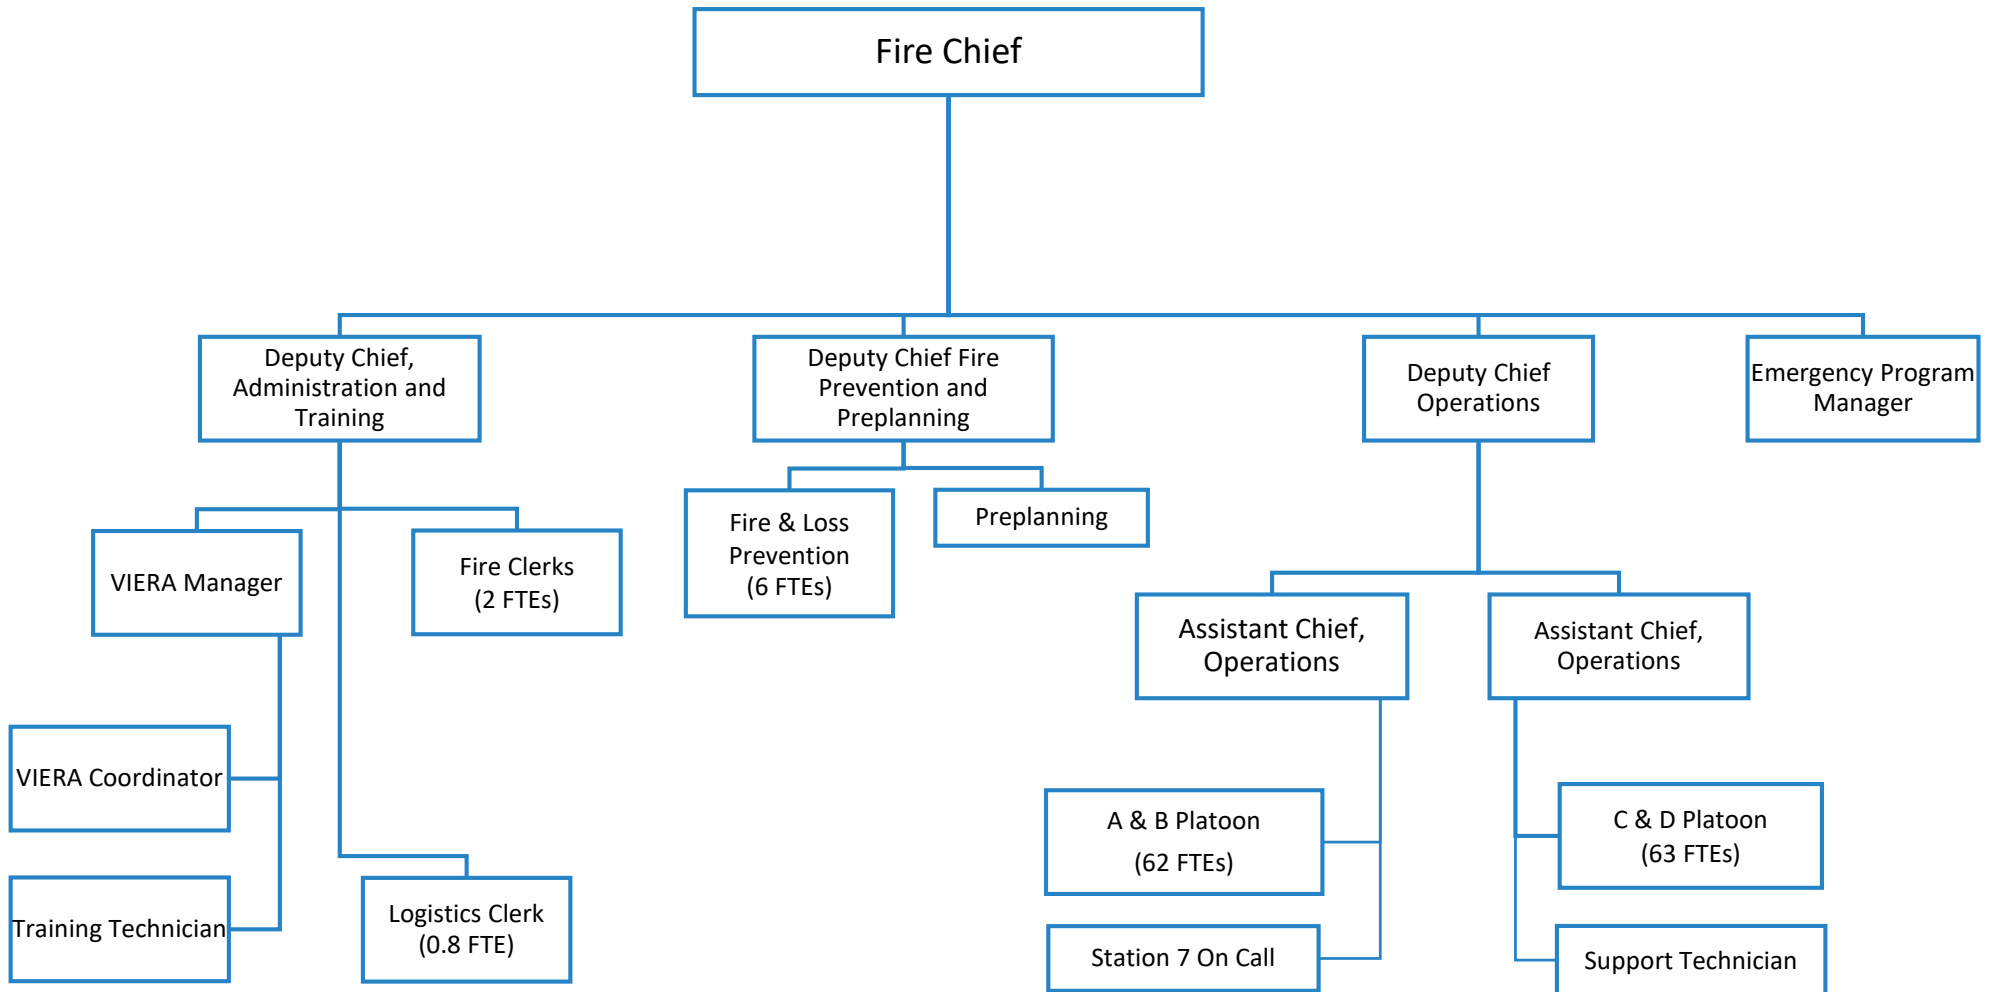 Fire Chief
Deputy Chief,
Administration and
Training
Deputy Chief Fire
Prevention and
Preplanning
Deputy Chief
Operations
Emergency Program
Manager
VIERA Manager
Fire Clerks
(2 FTEs)
Fire & Loss
Prevention
(6 FTEs)
Preplanning
Assistant Chief,
Operations
Assistant Chief,
Operations
VIERA Coordinator
Training Technician
Logistics Clerk
(0.8 FTE)
A & B Platoon
(62 FTEs)
Station 7 On Call
C & D Platoon
(63 FTEs)
Support Technician